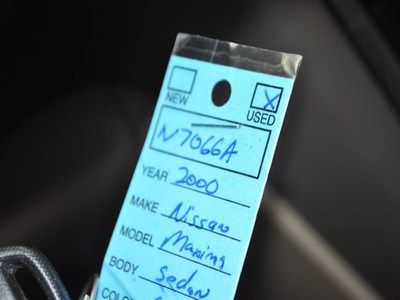 NEW X USED
N7066A
YEAR 2000
MAKE Nissan
MODEL Maxima
BODY Sedan